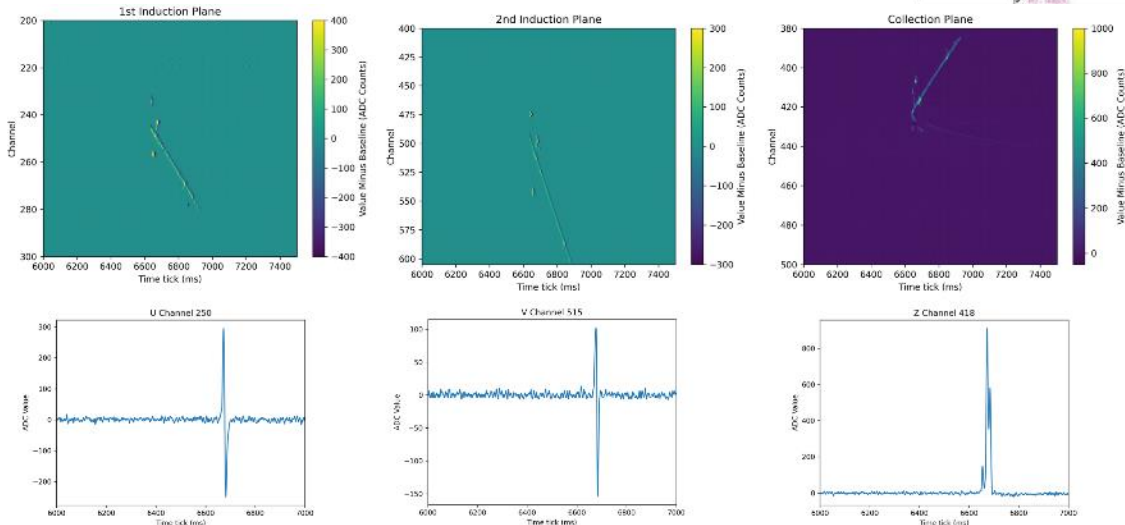 1st Induction Plane
200
220
240
260
280
300
Channel
6000 6200 6400 6600 6800 7000 7200 7400
Time tick (ms)
400
300
200
100
0
−100
−200
−300
−400
Value Minus Baseline (ADC Counts)
2nd Induction Plane
400
425
450
475
500
525
550
575
600
Channel
6000 6200 6400 6600 6800 7000 7200 7400
Time tick (ms)
300
200
100
0
−100
−200
−300
Value Minus Baseline (ADC Counts)
Collection Plane
380
400
420
440
460
480
500
Channel
6000 6200 6400 6600 6800 7000 7200 7400
Time tick (ms)
1000
800
600
400
200
0
Value Minus Baseline (ADC Counts)
U Channel 250
300
200
100
0
−100
−200
ADC Value
6000 6200 6400 6600 6800 7000
Time tick (ms)
V Channel 515
100
50
0
−50
−100
−150
ADC Value
6000 6200 6400 6600 6800 7000
Time tick (ms)
Z Channel 418
800
600
400
200
0
ADC Value
6000 6200 6400 6600 6800 7000
Time tick (ms)